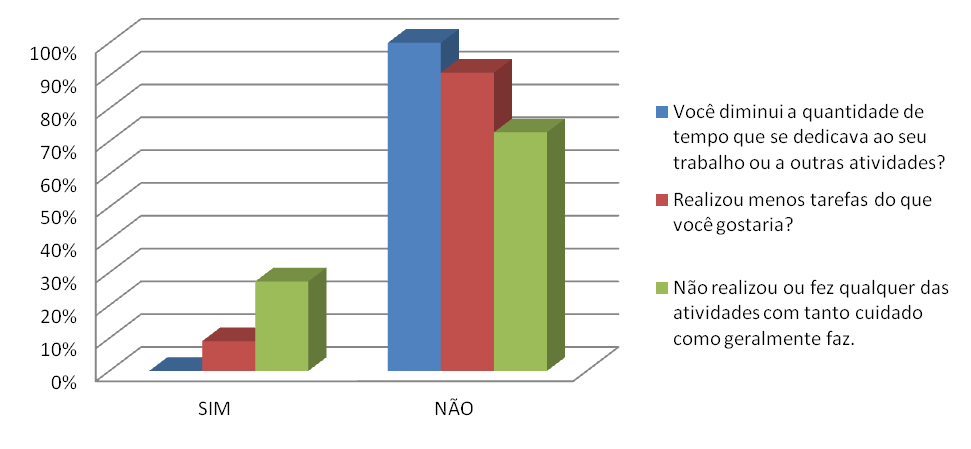 100%
90%
80%
70%
60%
50%
40%
30%
20%
10%
0%
SIM
NÃO
Você diminui a quantidade de
tempo que se dedicava ao seu
trabalho ou a outras atividades?
Realizou menos tarefas do que
você gostaria?
Não realizou ou fez qualquer das
atividades com tanto cuidado
como geralmente faz.